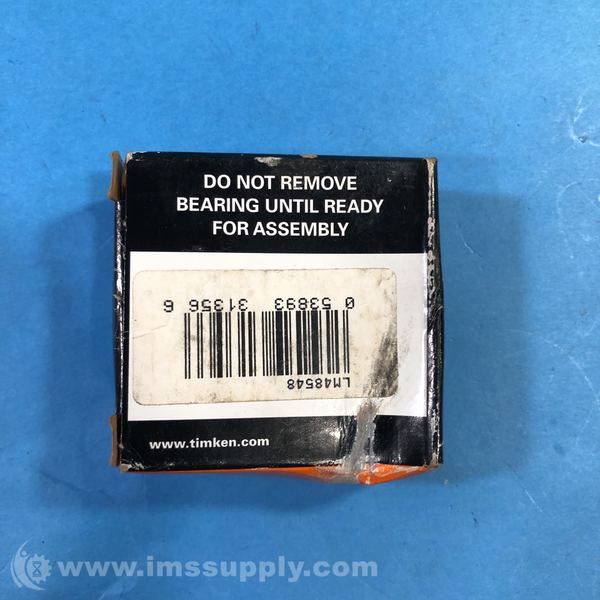 DO NOT REMOVE
BEARING UNTIL READY
FOR ASSEMBLY
LM48548
0 53893 31356 6
www.timken.com
www.imssupply.com